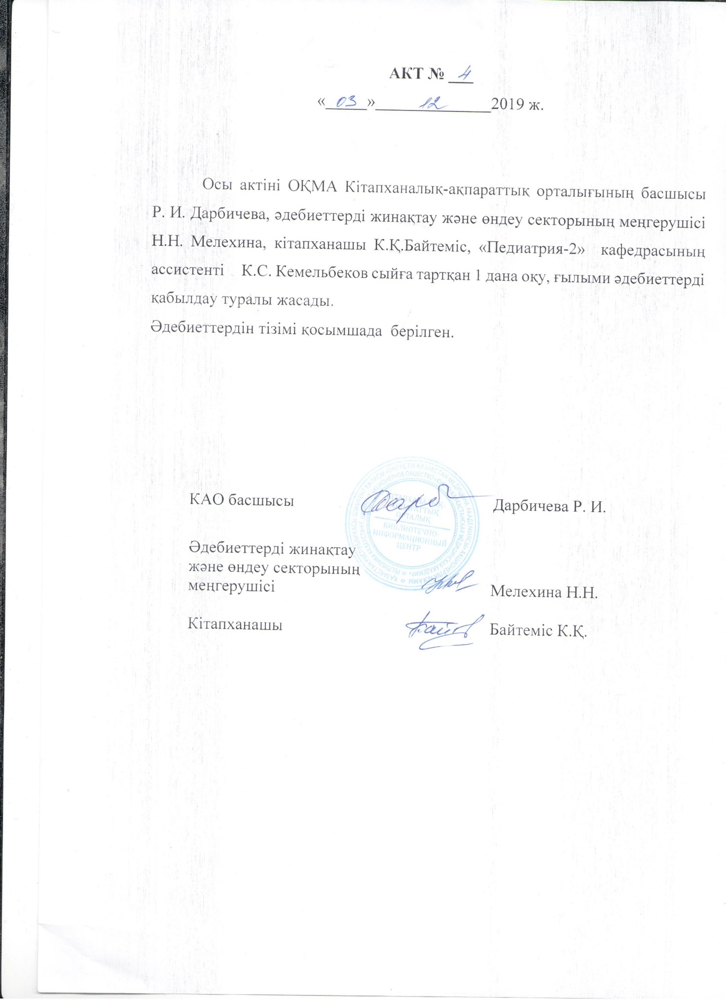 АКТ № 4
«03» 12 2019 ж.
Осы актіні ОҚМА Кітапханалық-ақпараттық орталығының басшысы
Р. И. Дарбичева, әдебиеттерді жинақтау және өндеу секторының меңгерушісі
Н.Н. Мелехина, кітапханашы К.Қ.Байтеміс, «Педиатрия-2» кафедрасының
ассистенті К.С. Кемельбеков сыйға тартқан 1 дана оқу, ғылыми әдебиеттерді
қабылдау туралы жасады.
Әдебиеттердін тізімі қосымшада берілген.
КАО басшысы Дарбичева Р. И.
ОРТАЛЫҚ
БИБЛИОТЕЧНО-
ИНФОРМАЦИОННЫЙ
ЦЕНТР
Әдебиеттерді жинақтау
және өндеу секторының
меңгерушісі Мелехина Н.Н.
Кітапханашы Байтеміс К.Қ.